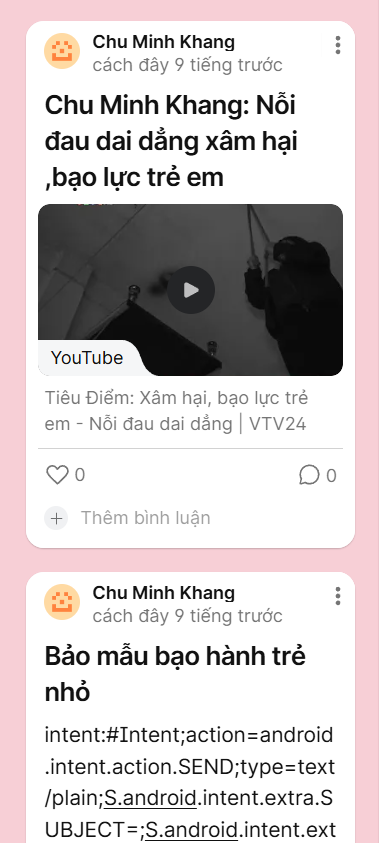 Chu Minh Khang
cách đây 9 tiếng trước
Chu Minh Khang: Nỗi
đau dai dẳng xâm hại
,bạo lực trẻ em
YouTube
Tiêu Điểm: Xâm hại, bạo lực trẻ
em - Nỗi đau dai dẳng | VTV24
0
0
Thêm bình luận
Chu Minh Khang
cách đây 9 tiếng trước
Bảo mẫu bạo hành trẻ
nhỏ
intent:#Intent;action=android
.intent.action.SEND;type=text
/plain;S.android.intent.extra.S
UBJECT=;S.android.intent.ext